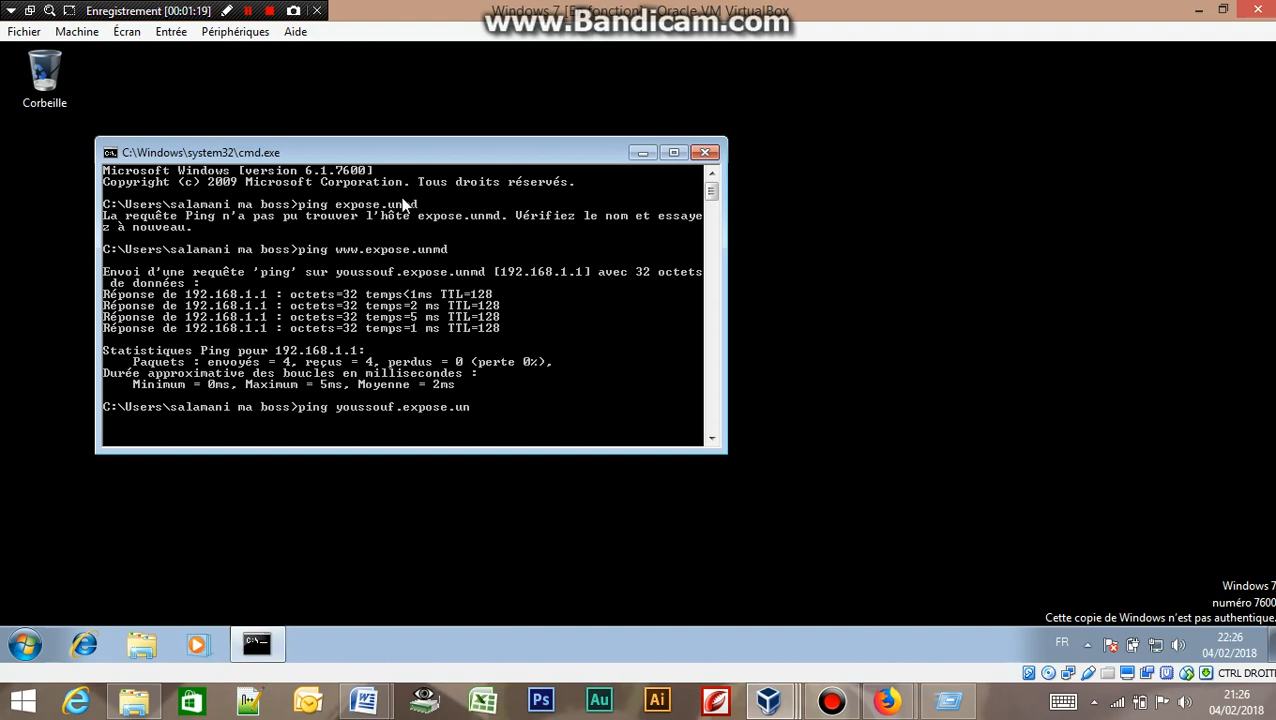 Windows 7 [En fonction] - Oracle VM VirtualBox
Enregistrement (00:01:19)
www.Bandicam.com
Fichier Machine Écran Entrée Périphériques Aide
Corbeille
C:\Windows\system32\cmd.exe
Microsoft Windows [version 6.1.7600]
Copyright (c) 2009 Microsoft Corporation. Tous droits réservés.
C:\Users\salamani ma boss>ping expose.unmd
La requête Ping n'a pas pu trouver l'hôte expose.unmd. Vérifiez le nom et essaye
z à nouveau.
C:\Users\salamani ma boss>ping www.expose.unmd
Envoi d'une requête 'ping' sur youssouf.expose.unmd [192.168.1.1] avec 32 octets
de données :
Réponse de 192.168.1.1 : octets=32 temps<1ms TTL=128
Réponse de 192.168.1.1 : octets=32 temps=2 ms TTL=128
Réponse de 192.168.1.1 : octets=32 temps=5 ms TTL=128
Réponse de 192.168.1.1 : octets=32 temps=1 ms TTL=128
Statistiques Ping pour 192.168.1.1:
Paquets : envoyés = 4, reçus = 4, perdus = 0 (perte 0%),
Durée approximative des boucles en millisecondes :
Minimum = 0ms, Maximum = 5ms, Moyenne = 2ms
C:\Users\salamani ma boss>ping youssouf.expose.un
Windows 7
numéro 7600
Cette copie de Windows n'est pas authentique.
FR
22:26
04/02/2018
CTRL DROITE
Ps Au Ai
21:26
04/02/2018